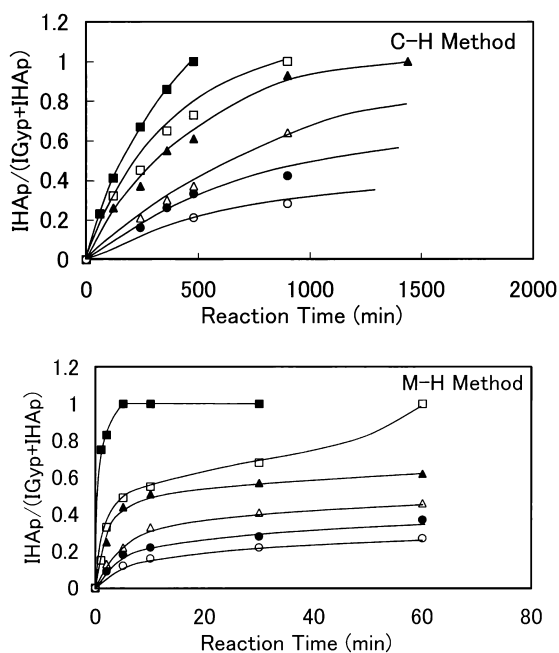 1.2
C-H Method
1
0.8
0.6
0.4
0.2
0
IHAp/(IGyp+IHAp)
0 500 1000 1500 2000
Reaction Time (min)
1.2
M-H Method
1
0.8
0.6
0.4
0.2
0
IHAp/(IGyp+IHAp)
0 20 40 60 80
Reaction Time (min)